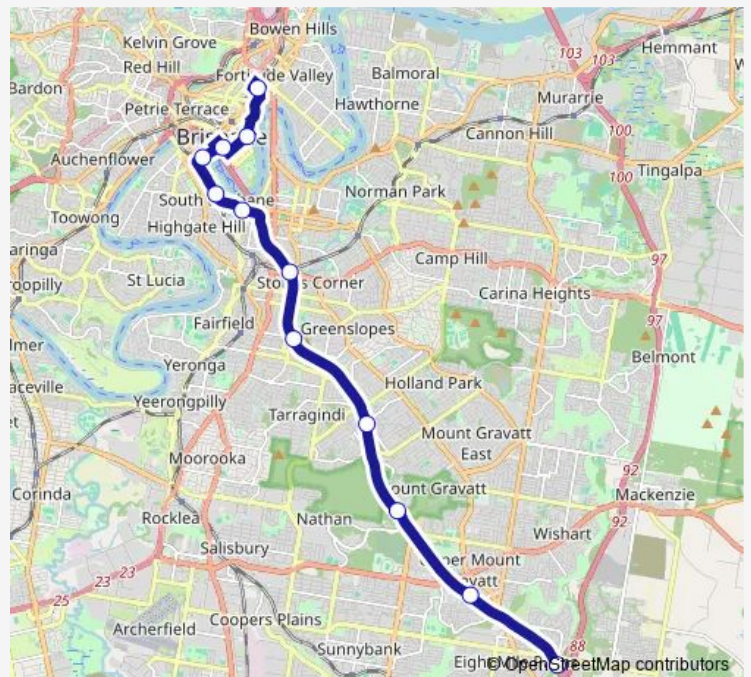 Bowen Hills
Kelvin Grove
Hemmant
103
103
Red Hill
Valley
Balmoral
Bardon
Hawthorne
Murarrie
Petrie Terrace
100
Cannon Hill
Auchenflower
100
Tingalpa
Norman Park
South
Toowong
Highgate Hill
Camp Hill
97
St Lucia
Corner
Carina Heights
Fairfield
Greenslopes
97
Belmont
Yeronga
Holland Park
Yeerongpilly
Tarragindi
Mount Gravatt
East
Moorooka
92
Corinda
Mackenzie
Rocklea
Nathan
92
Wishart
Salisbury
23
23
25
Coopers Plains
Archerfield
Sunnybank
88
© OpenStreetMap contributors